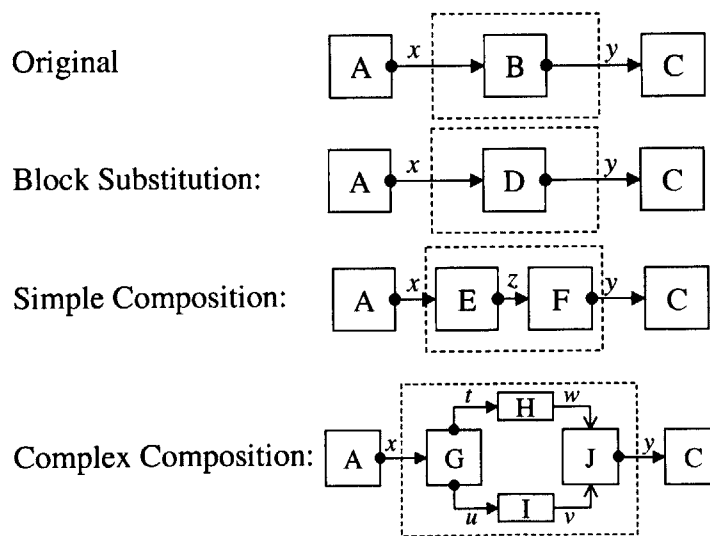 Original
A x B y C
Block Substitution:
A x D y C
Simple Composition:
A x E z F y C
t H w
Complex Composition: A x G J y C
u I v